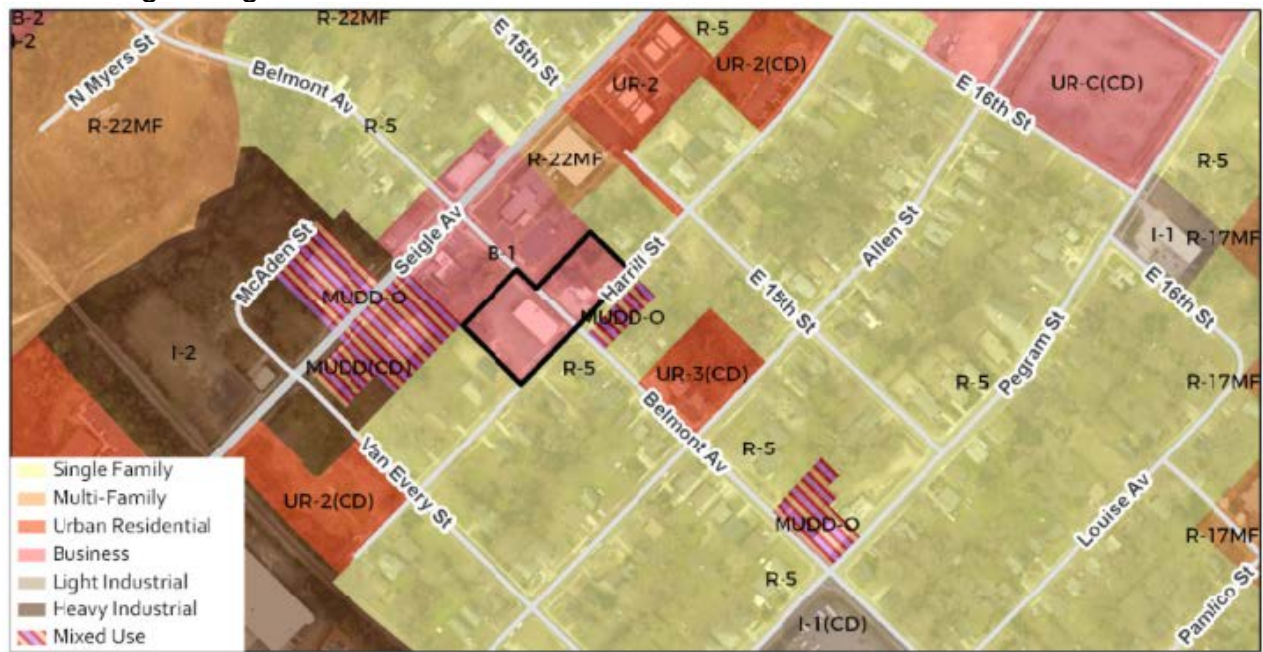 B-2
R-22MF
R-5
E 15th St
-2
N Myers St
Belmont Av
UR-2
UR-2(CD)
E 16th St
UR-C(CD)
R-22MF
R-5
R-22MF
R-5
Allen St
I-1
R-17MF
McAden St
Seigle Av
B-1
Harrill St
E 15th St
E 16th St
MUDD-O
MUDD-O
Pegram St
I-2
MUDD(CD)
R-5
UR-3(CD)
R-5
R-17MF
Belmont Av
R-5
Van Every St
Single Family
Multi-Family
Urban Residential
Business
Light Industrial
Heavy Industrial
Mixed Use
UR-2(CD)
MUDD-O
Louise Av
R-17MF
R-5
Pamlico St
I-1(CD)